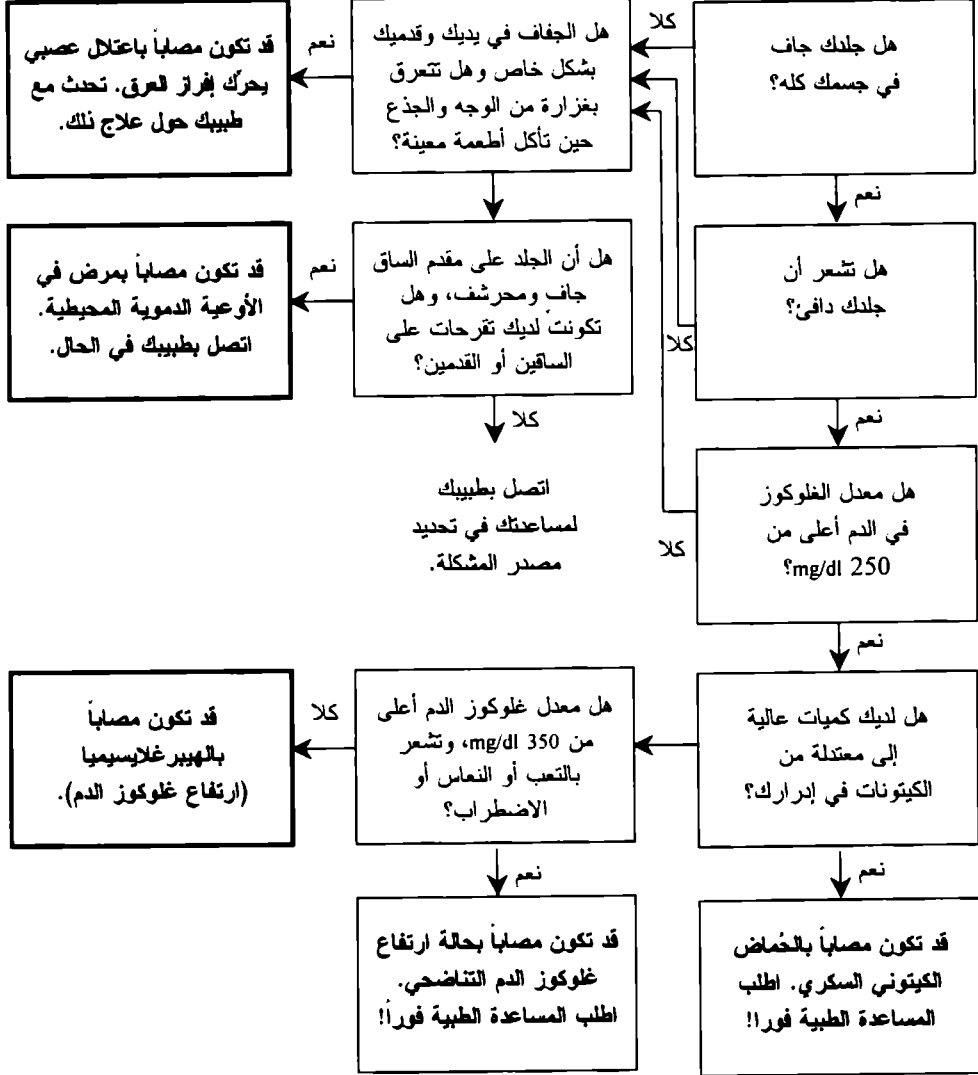 هل جلدك جاف
في جسمك كله؟
كلا
هل الجفاف في يديك وقدميك
بشكل خاص وهل تتعرق
بغزارة من الوجه والجذع
حين تأكل أطعمة معينة؟
نعم
قد تكون مصاباً باعتلال عصبي
يحرّك إفراز العرق. تحدث مع
طبيبك حول علاج ذلك.
نعم
هل تشعر أن
جلدك دافئ؟
كلا
هل أن الجلد على مقدم الساق
جاف ومحرشف، وهل
تكونت لديك تقرحات على
الساقين أو القدمين؟
نعم
قد تكون مصاباً بمرض في
الأوعية الدموية المحيطية.
اتصل بطبيبك في الحال.
نعم
هل معدل الغلوكوز
في الدم أعلى من
250 mg/dl؟
كلا
كلا
اتصل بطبيبك
لمساعدتك في تحديد
مصدر المشكلة.
نعم
هل لديك كميات عالية
إلى معتدلة من
الكيتونات في إدرارك؟
هل معدل غلوكوز الدم أعلى
من 350 mg/dl، وتشعر
بالتعب أو النعاس أو
الاضطراب؟
كلا
قد تكون مصاباً
بالهيبرغلايسيميا
(ارتفاع غلوكوز الدم).
نعم
قد تكون مصاباً بالحُماض
الكيتوني السكري. اطلب
المساعدة الطبية فورا!
نعم
قد تكون مصاباً بحالة ارتفاع
غلوكوز الدم التناضحي.
اطلب المساعدة الطبية فوراً!